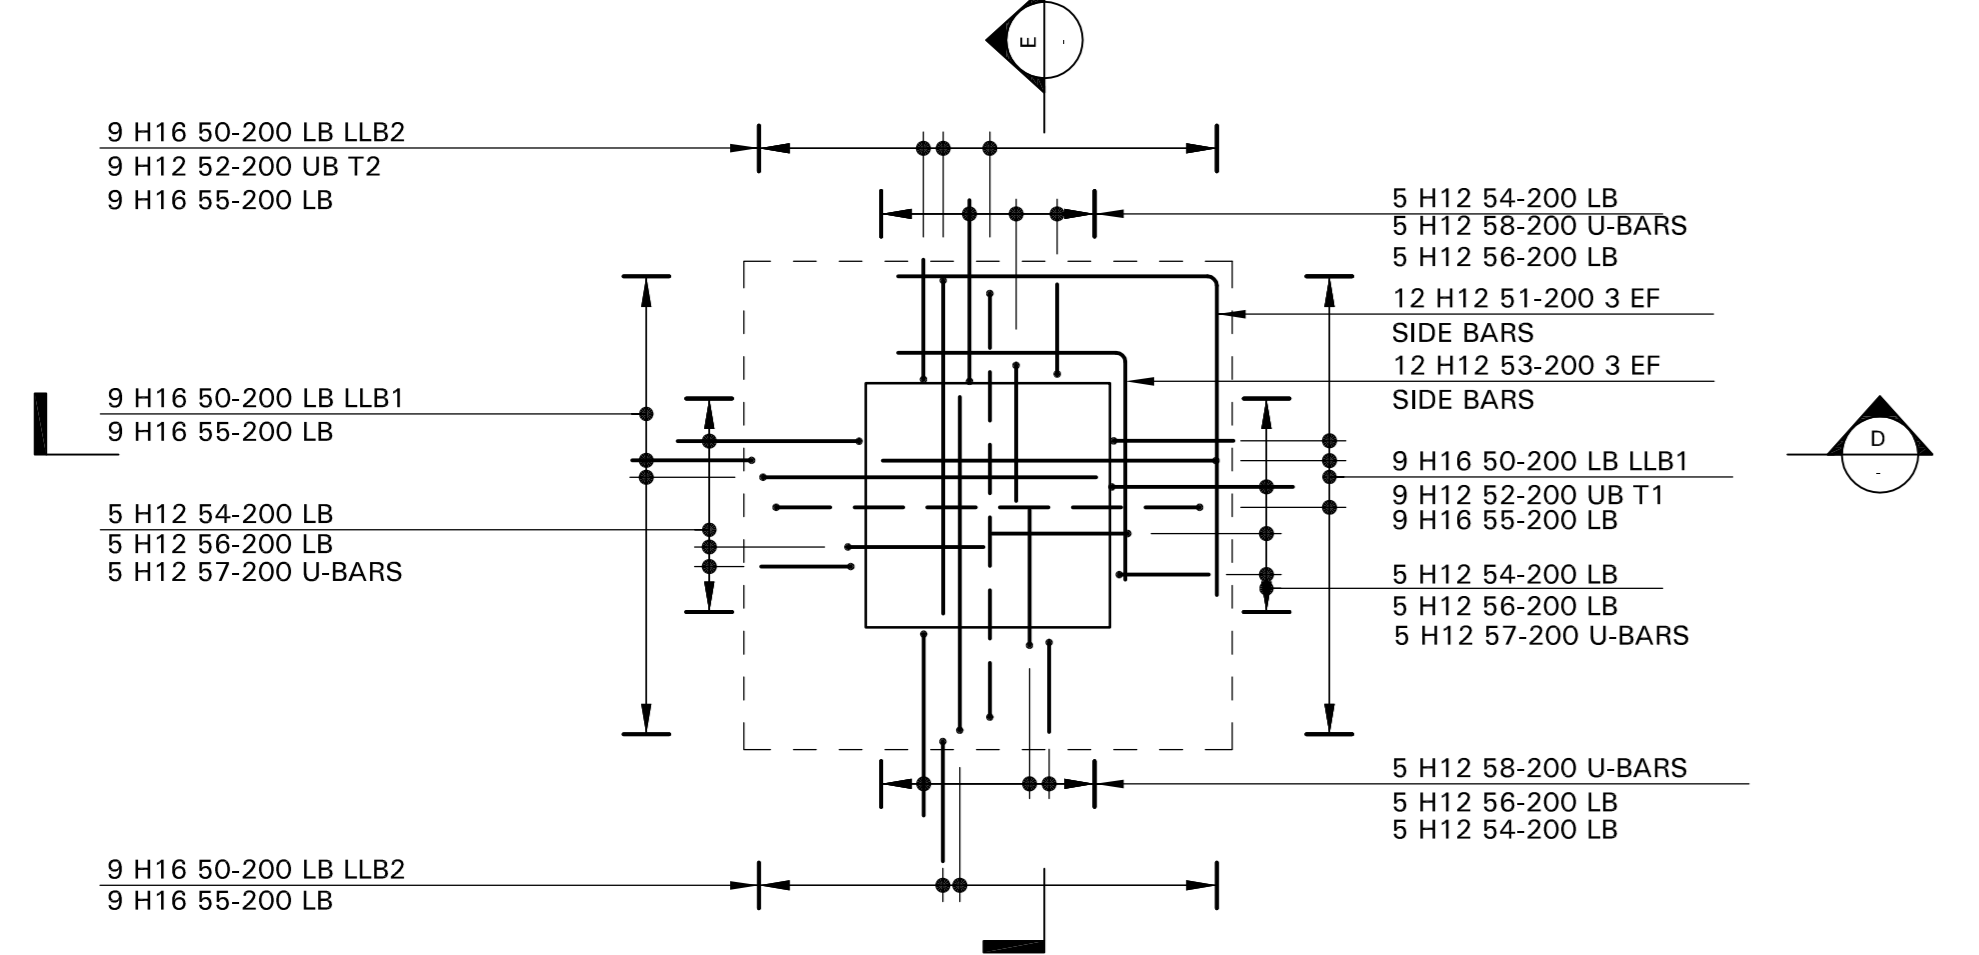 E
-
9 H16 50-200 LB LLB2
9 H12 52-200 UB T2
9 H16 55-200 LB
5 H12 54-200 LB
5 H12 58-200 U-BARS
5 H12 56-200 LB
12 H12 51-200 3 EF
SIDE BARS
12 H12 53-200 3 EF
SIDE BARS
9 H16 50-200 LB LLB1
9 H16 55-200 LB
D
-
9 H16 50-200 LB LLB1
9 H12 52-200 UB T1
9 H16 55-200 LB
5 H12 54-200 LB
5 H12 56-200 LB
5 H12 57-200 U-BARS
5 H12 54-200 LB
5 H12 56-200 LB
5 H12 57-200 U-BARS
5 H12 58-200 U-BARS
5 H12 56-200 LB
5 H12 54-200 LB
9 H16 50-200 LB LLB2
9 H16 55-200 LB